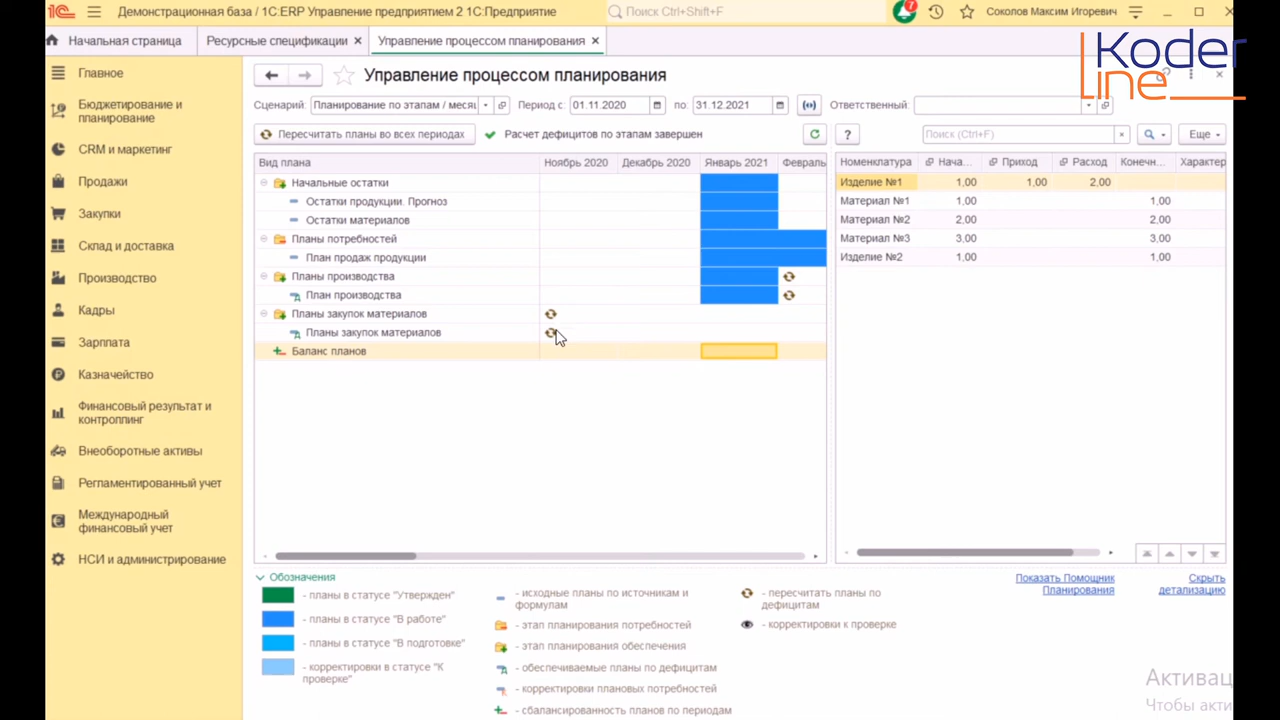 Демонстрационная база / 1С:ERP Управление предприятием 2 1С:Предприятие
Поиск Ctrl+Shift+F
7
Соколов Максим Игоревич
Начальная страница
Ресурсные спецификации ×
Управление процессом планирования ×
Koder
Line
Главное
Бюджетирование и
планирование
CRM и маркетинг
Продажи
Закупки
Склад и доставка
Производство
Кадры
Зарплата
Казначейство
Финансовый результат и
контроллинг
Внеоборотные активы
Регламентированный учет
Международный
финансовый учет
НСИ и администрирование
Управление процессом планирования
Сценарий: Планирование по этапам / меся Период с: 01.11.2020 по: 31.12.2021 Ответственный:
Пересчитать планы во всех периодах Расчет дефицитов по этапам завершен ? Поиск (Ctrl+F) × Еще
Вид плана Ноябрь 2020 Декабрь 2020 Январь 2021 Февраль
Начальные остатки
Остатки продукции. Прогноз
Остатки материалов
Планы потребностей
План продаж продукции
Планы производства
План производства
Планы закупок материалов
Планы закупок материалов
Баланс планов
Номенклатура Нача... Приход Расход Конечн... Характер
Изделие №1 1,00 1,00 2,00
Материал №1 1,00 1,00
Материал №2 2,00 2,00
Материал №3 3,00 3,00
Изделие №2 1,00 1,00
Обозначения
- планы в статусе "Утвержден"
- планы в статусе "В работе"
- планы в статусе "В подготовке"
- корректировки в статусе "К
проверке"
- исходные планы по источникам и
формулам
- этап планирования потребностей
- этап планирования обеспечения
- обеспечиваемые планы по дефицитам
- корректировки плановых потребностей
- сбалансированность планов по периодам
- пересчитать планы по
дефицитам
- корректировки к проверке
Показать Помощник
Планирования
Скрыть
детализацию
Активац
Чтобы акти